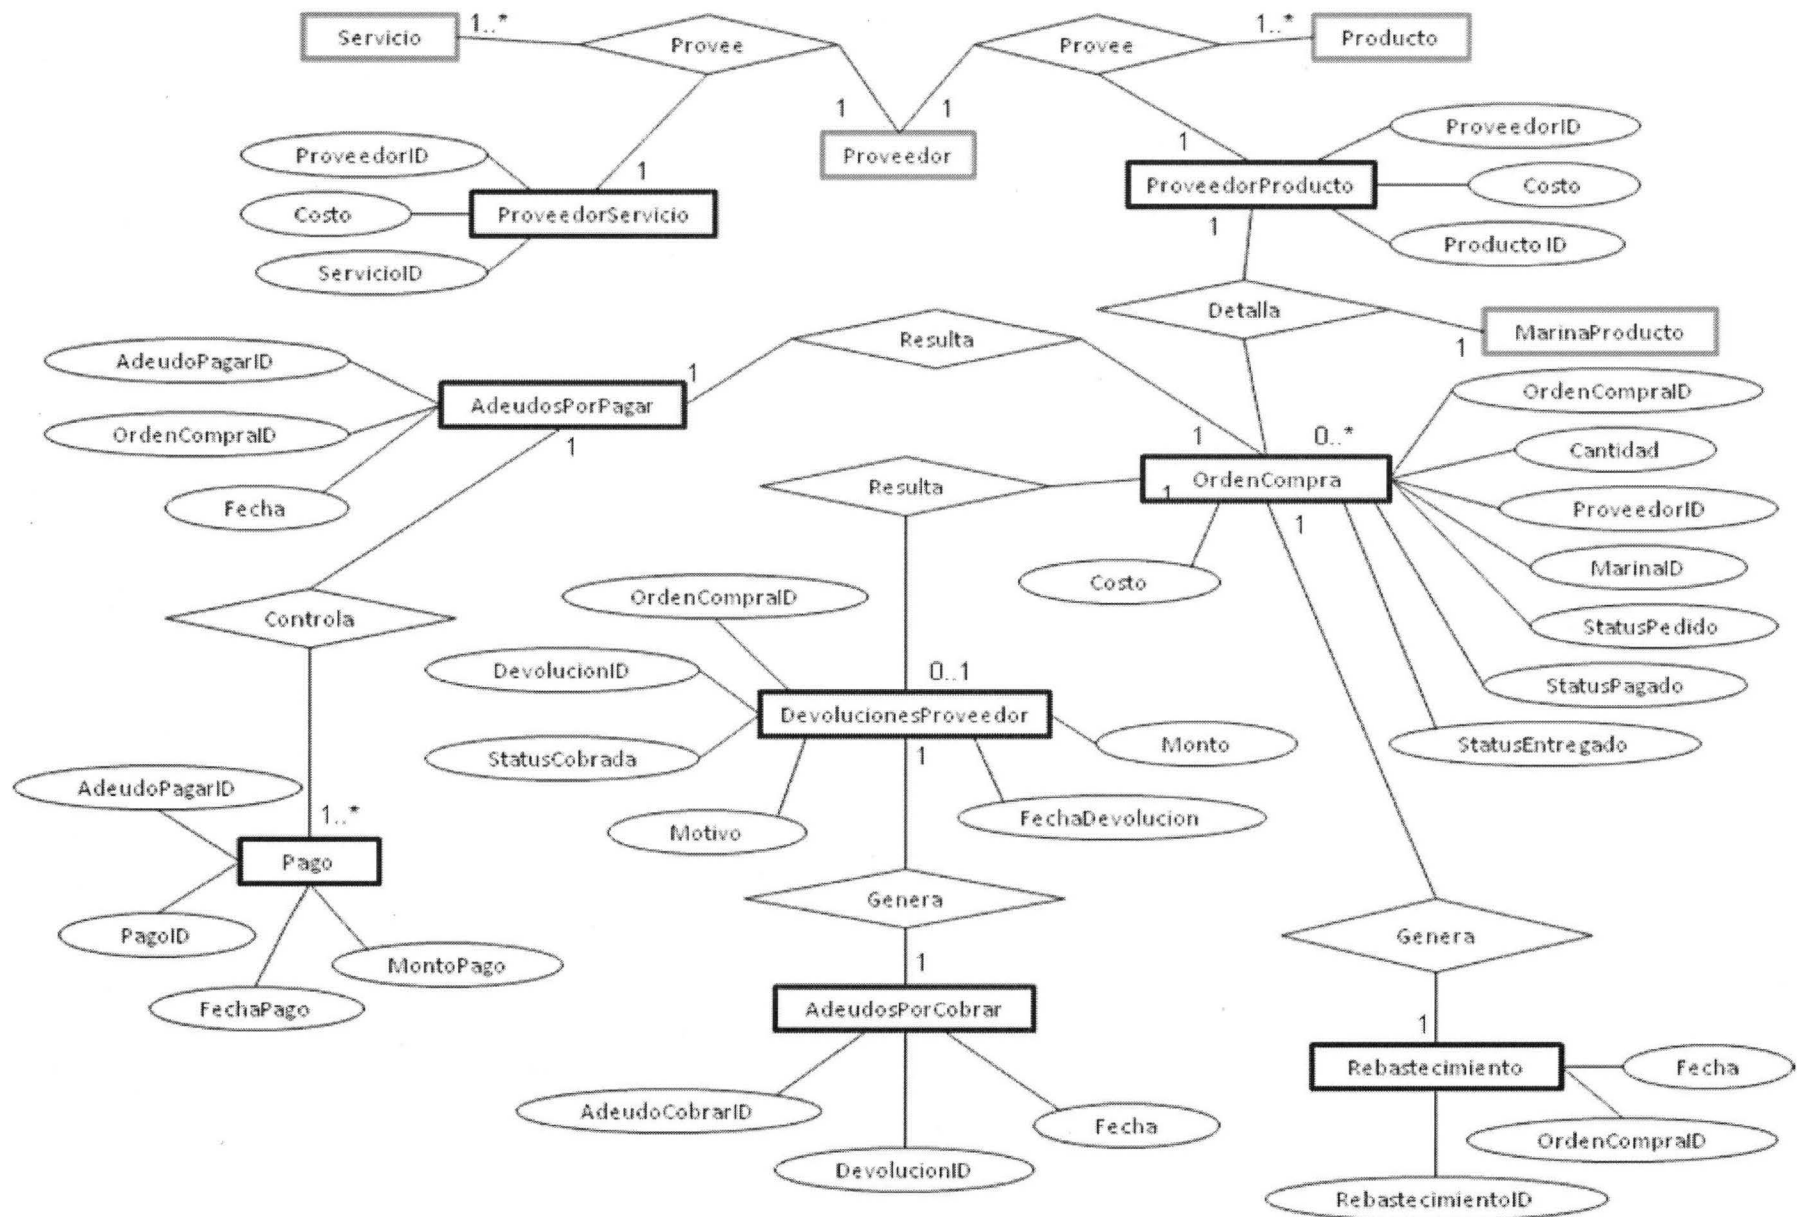 Servicio
1..*
Provee
Provee
1..*
Producto
1
1
Proveedor
ProveedorID
Costo
ServicioID
1
ProveedorServicio
1
ProveedorProducto
1
ProveedorID
Costo
Producto ID
Detalla
1
MarinaProducto
Resulta
AdeudoPagarID
OrdenCompraID
Fecha
1
AdeudosPorPagar
1
1
0..*
OrdenCompra
1
1
Resulta
Costo
OrdenCompraID
Cantidad
ProveedorID
MarinaID
StatusPedido
StatusPagado
StatusEntregado
Controla
OrdenCompraID
DevolucionID
StatusCobrada
0..1
DevolucionesProveedor
1
Motivo
Monto
FechaDevolucion
AdeudoPagarID
1..*
Pago
PagoID
MontoPago
FechaPago
Genera
1
AdeudosPorCobrar
AdeudoCobrarID
DevolucionID
Fecha
Genera
1
Rebastecimiento
Fecha
OrdenCompraID
RebastecimientoID